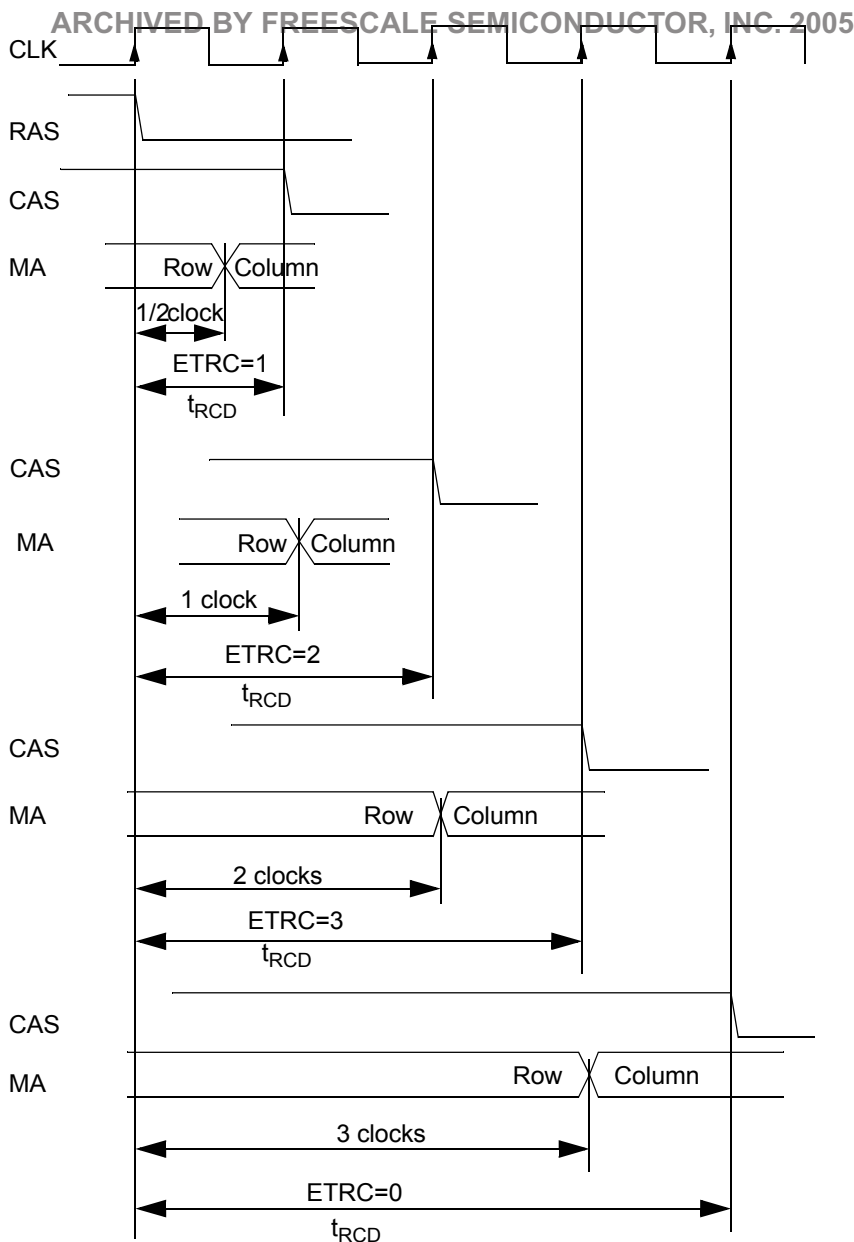 ARCHIVED BY FREESCALE SEMICONDUCTOR, INC. 2005
CLK
RAS
CAS
MA
Row
Column
1/2clock
ETRC=1
tRCD
CAS
MA
Row
Column
1 clock
ETRC=2
tRCD
CAS
MA
Row
Column
2 clocks
ETRC=3
tRCD
CAS
MA
Row
Column
3 clocks
ETRC=0
tRCD